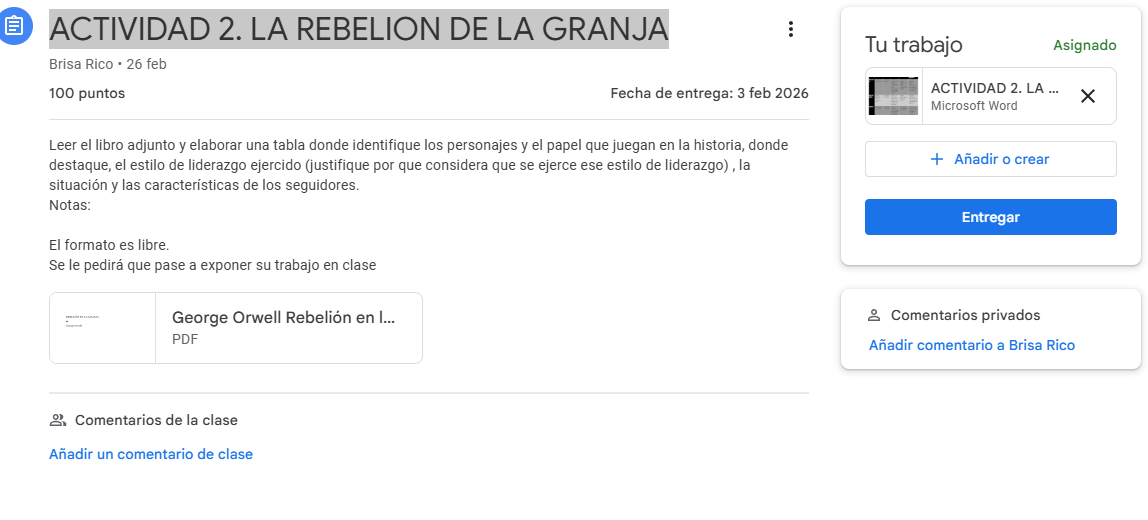 ACTIVIDAD 2. LA REBELION DE LA GRANJA
Brisa Rico • 26 feb
100 puntos
Fecha de entrega: 3 feb 2026
Leer el libro adjunto y elaborar una tabla donde identifique los personajes y el papel que juegan en la historia, donde
destaque, el estilo de liderazgo ejercido (justifique por que considera que se ejerce ese estilo de liderazgo) , la
situación y las características de los seguidores.
Notas:
El formato es libre.
Se le pedirá que pase a exponer su trabajo en clase
George Orwell Rebelión en l...
PDF
Comentarios de la clase
Añadir un comentario de clase
Tu trabajo
Asignado
ACTIVIDAD 2. LA ...
Microsoft Word
Añadir o crear
Entregar
Comentarios privados
Añadir comentario a Brisa Rico